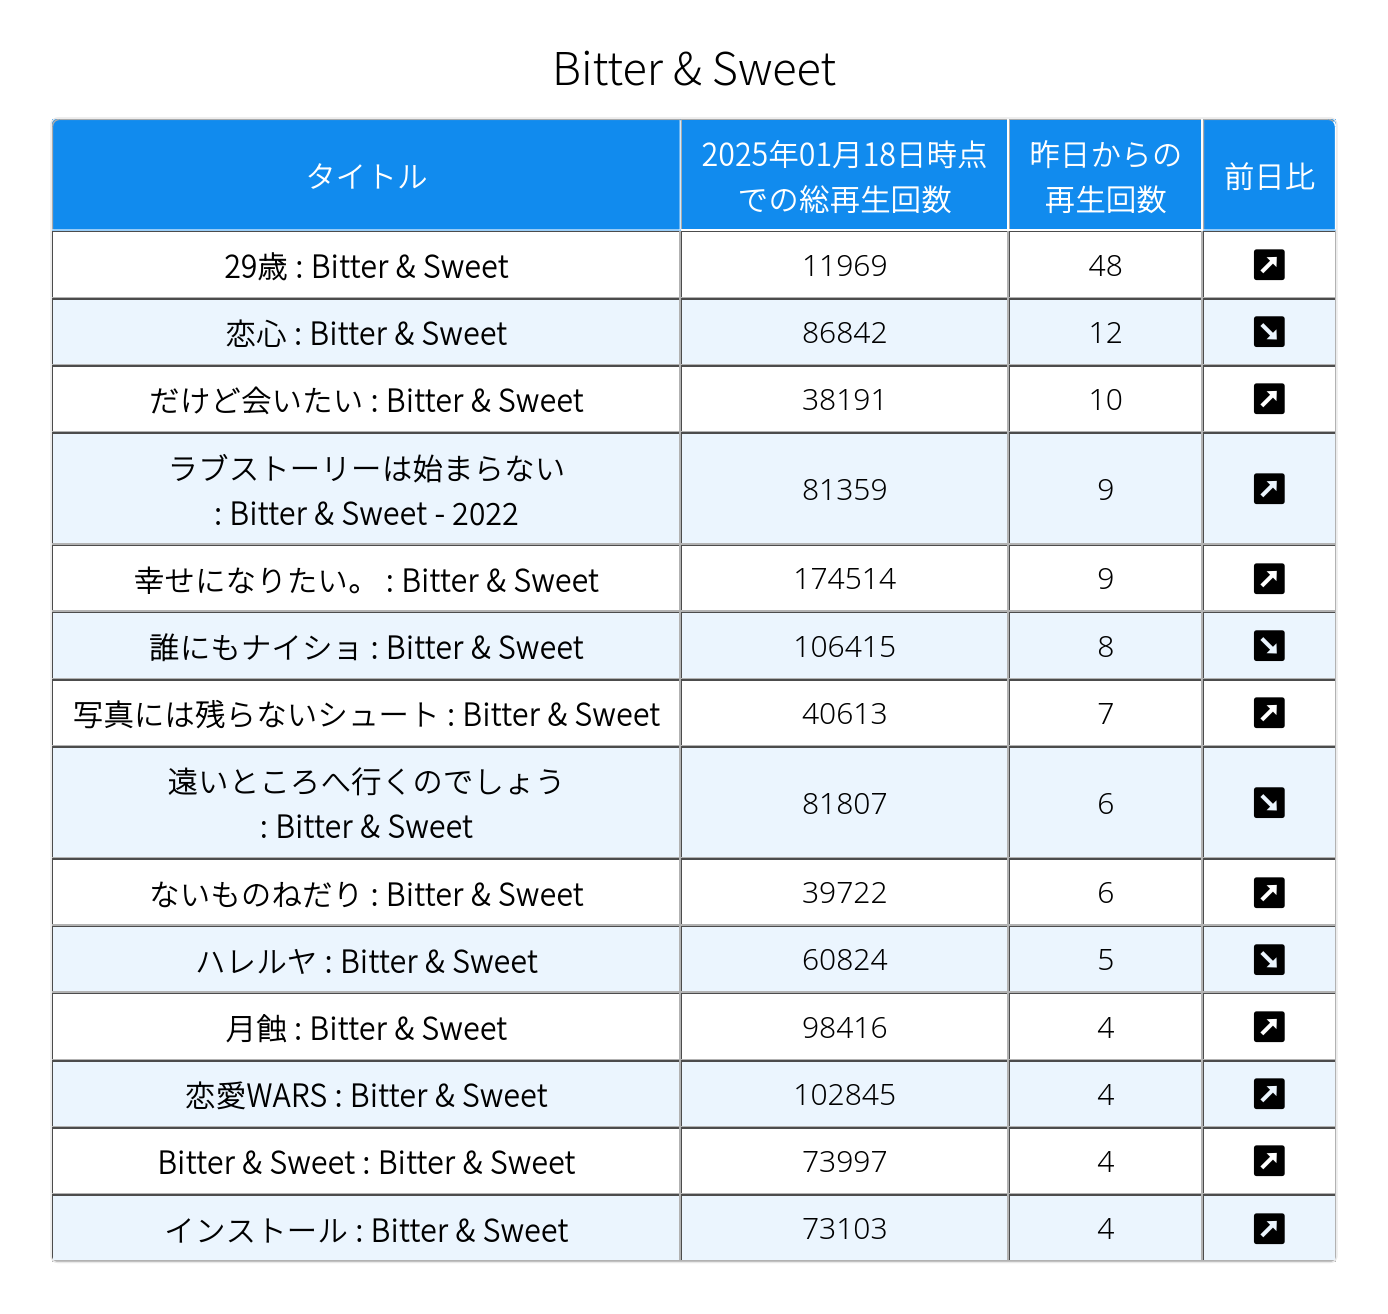 Bitter & Sweet
タイトル
2025年01月18日時点
での総再生回数
昨日からの
再生回数
前日比
29歳 : Bitter & Sweet 11969 48
恋心 : Bitter & Sweet 86842 12
だけど会いたい : Bitter & Sweet 38191 10
ラブストーリーは始まらない
: Bitter & Sweet - 2022 81359 9
幸せになりたい。 : Bitter & Sweet 174514 9
誰にもナイショ : Bitter & Sweet 106415 8
写真には残らないシュート : Bitter & Sweet 40613 7
遠いところへ行くのでしょう
: Bitter & Sweet 81807 6
ないものねだり : Bitter & Sweet 39722 6
ハレルヤ : Bitter & Sweet 60824 5
月蝕 : Bitter & Sweet 98416 4
恋愛WARS : Bitter & Sweet 102845 4
Bitter & Sweet : Bitter & Sweet 73997 4
インストール : Bitter & Sweet 73103 4